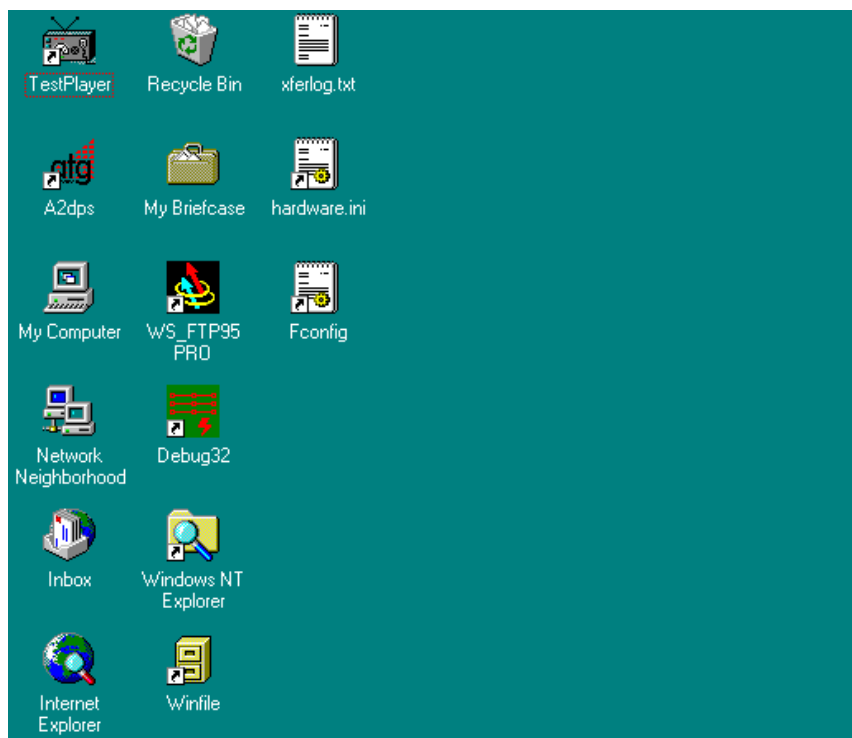 TestPlayer
Recycle Bin
xferlog.txt
atg
A2dps
My Briefcase
hardware.ini
My Computer
WS_FTP95
PRO
Fconfig
Network
Neighborhood
Debug32
Inbox
Windows NT
Explorer
Internet
Explorer
Winfile